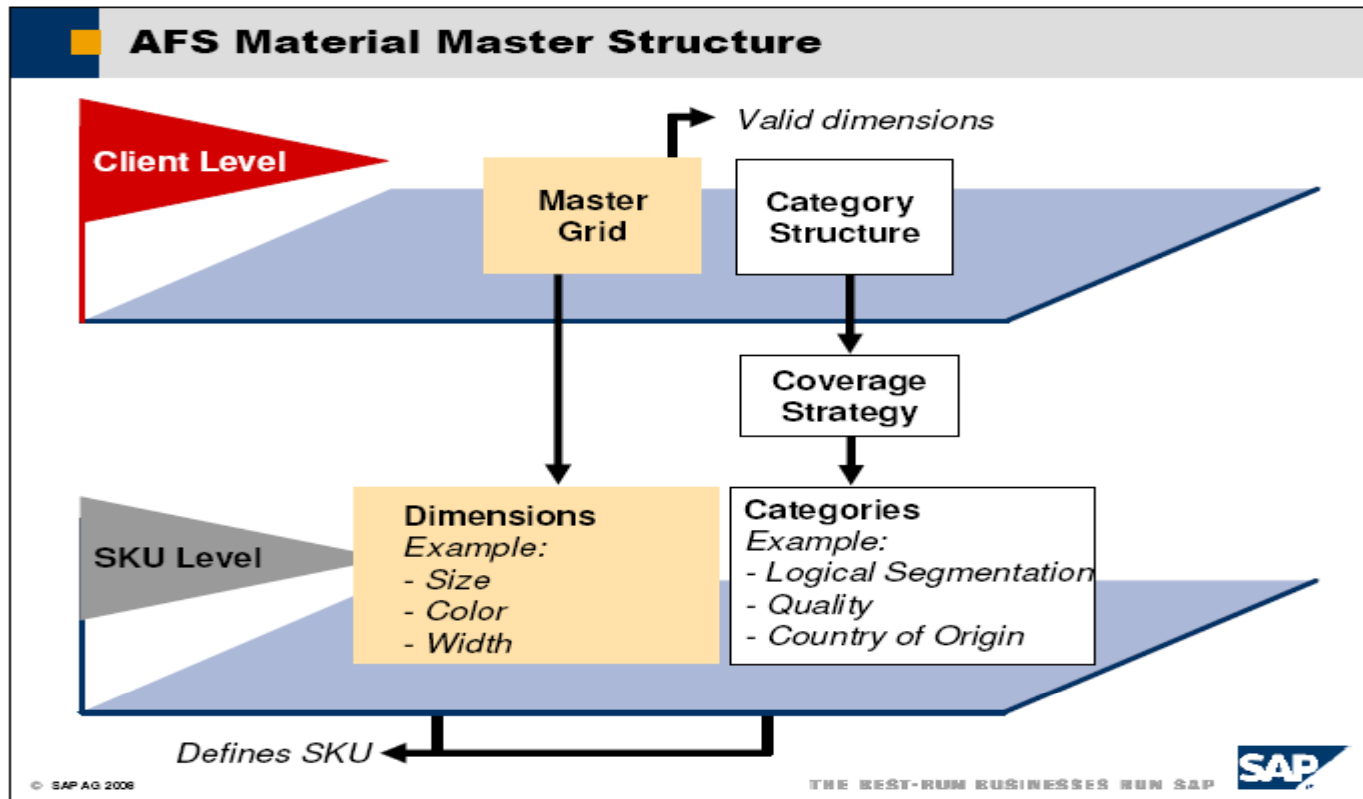 AFS Material Master Structure
Valid dimensions
Client Level
Master
Grid
Category
Structure
Coverage
Strategy
SKU Level
Dimensions
Example:
- Size
- Color
- Width
Categories
Example:
- Logical Segmentation
- Quality
- Country of Origin
Defines SKU
© SAP AG 2006
THE BEST-RUN BUSINESSES RUN SAP
SAP